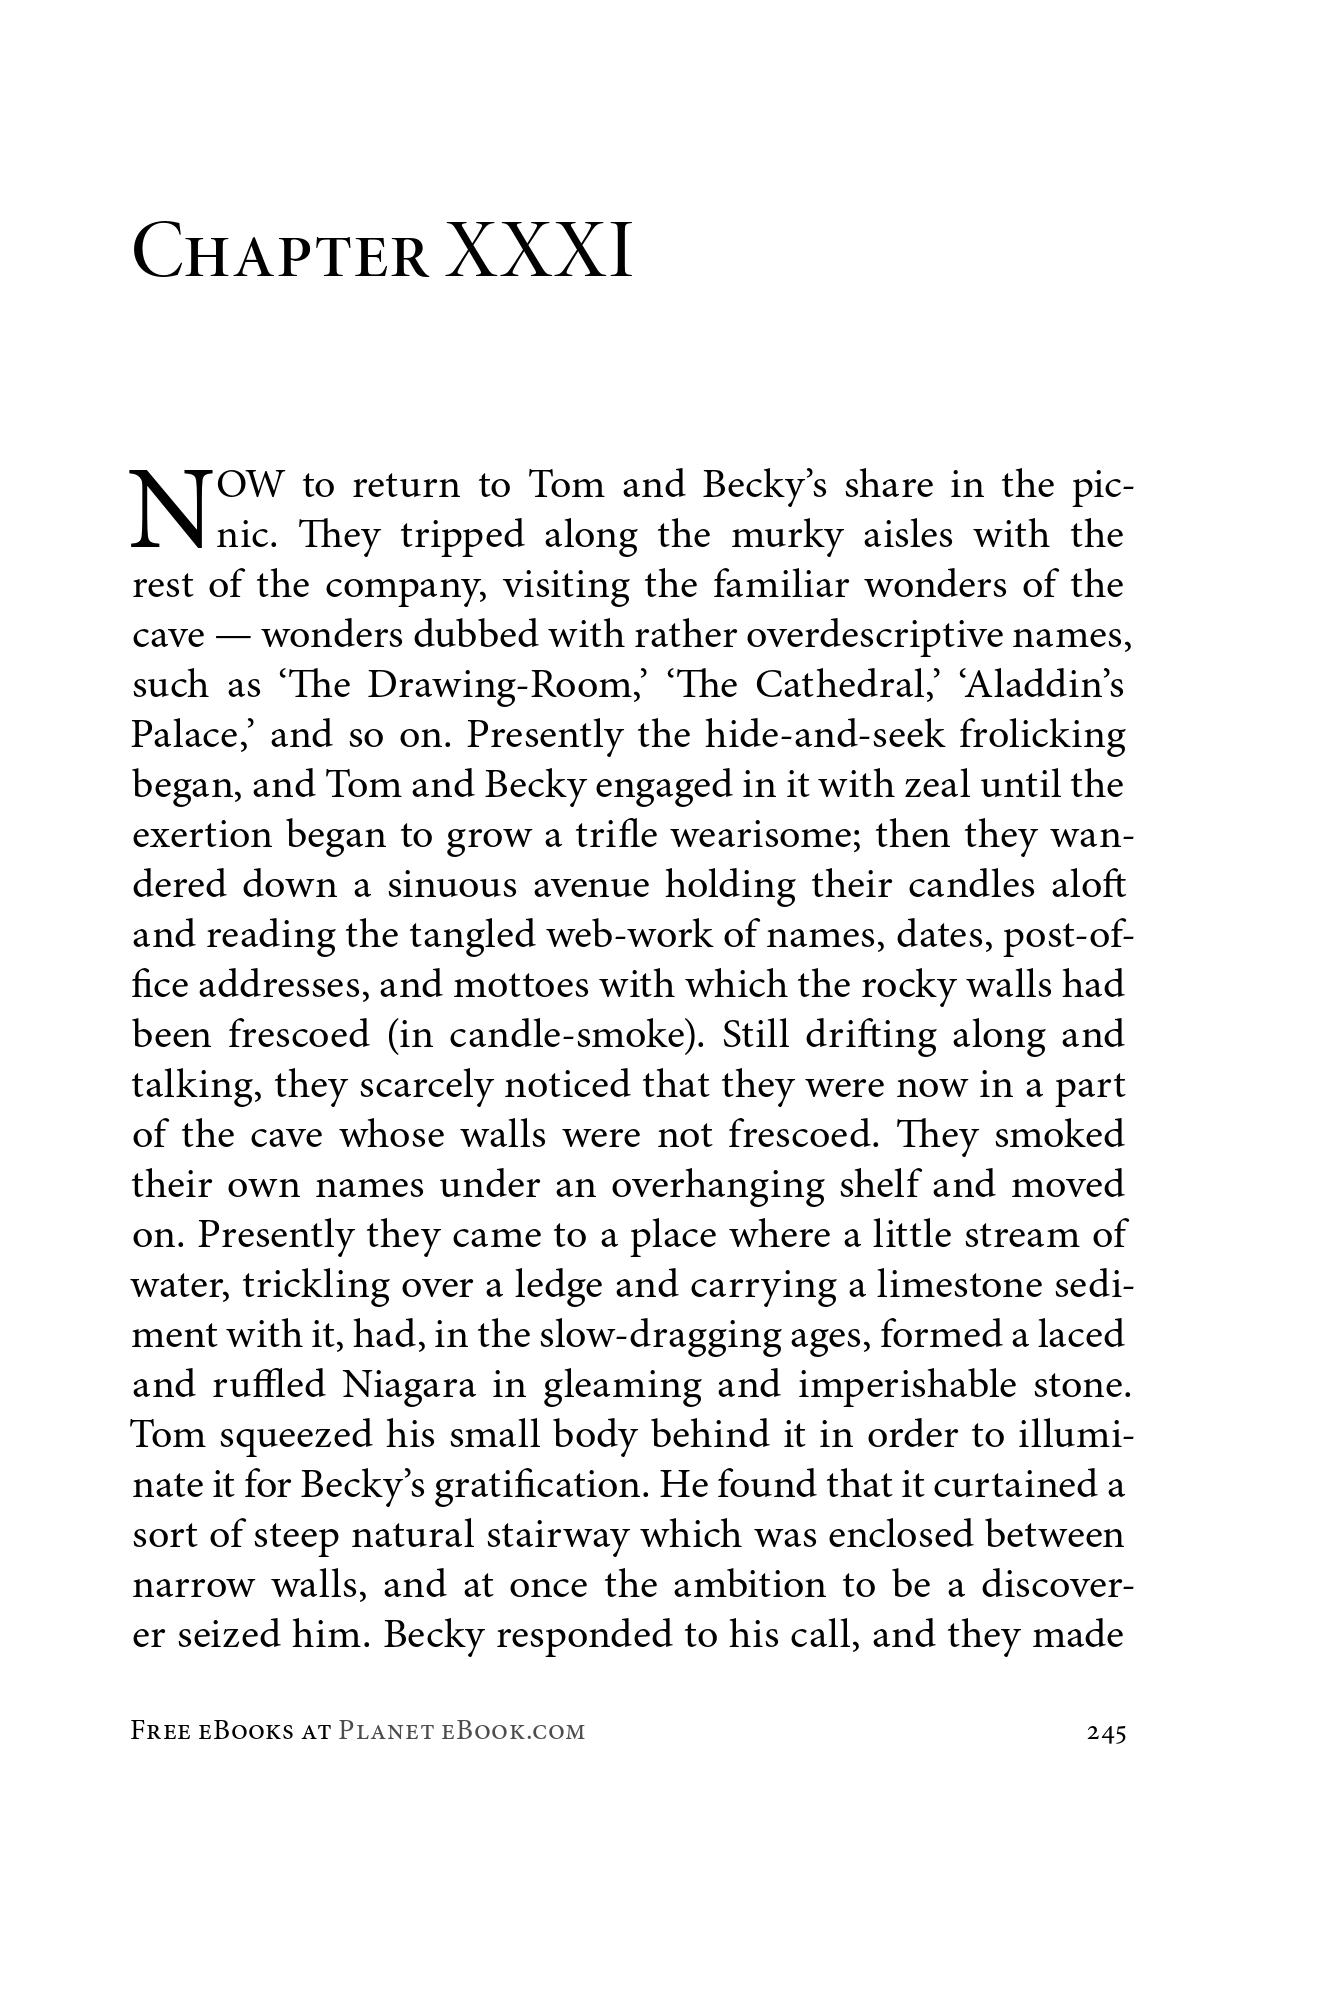 Chapter XXXI
NOW to return to Tom and Becky’s share in the pic-
nic. They tripped along the murky aisles with the
rest of the company, visiting the familiar wonders of the
cave — wonders dubbed with rather overdescriptive names,
such as ‘The Drawing-Room,’ ‘The Cathedral,’ ‘Aladdin’s
Palace,’ and so on. Presently the hide-and-seek frolicking
began, and Tom and Becky engaged in it with zeal until the
exertion began to grow a trifle wearisome; then they wan-
dered down a sinuous avenue holding their candles aloft
and reading the tangled web-work of names, dates, post-of-
fice addresses, and mottoes with which the rocky walls had
been frescoed (in candle-smoke). Still drifting along and
talking, they scarcely noticed that they were now in a part
of the cave whose walls were not frescoed. They smoked
their own names under an overhanging shelf and moved
on. Presently they came to a place where a little stream of
water, trickling over a ledge and carrying a limestone sedi-
ment with it, had, in the slow-dragging ages, formed a laced
and ruffled Niagara in gleaming and imperishable stone.
Tom squeezed his small body behind it in order to illumi-
nate it for Becky’s gratification. He found that it curtained a
sort of steep natural stairway which was enclosed between
narrow walls, and at once the ambition to be a discover-
er seized him. Becky responded to his call, and they made
Free eBooks at Planet eBook.com 245